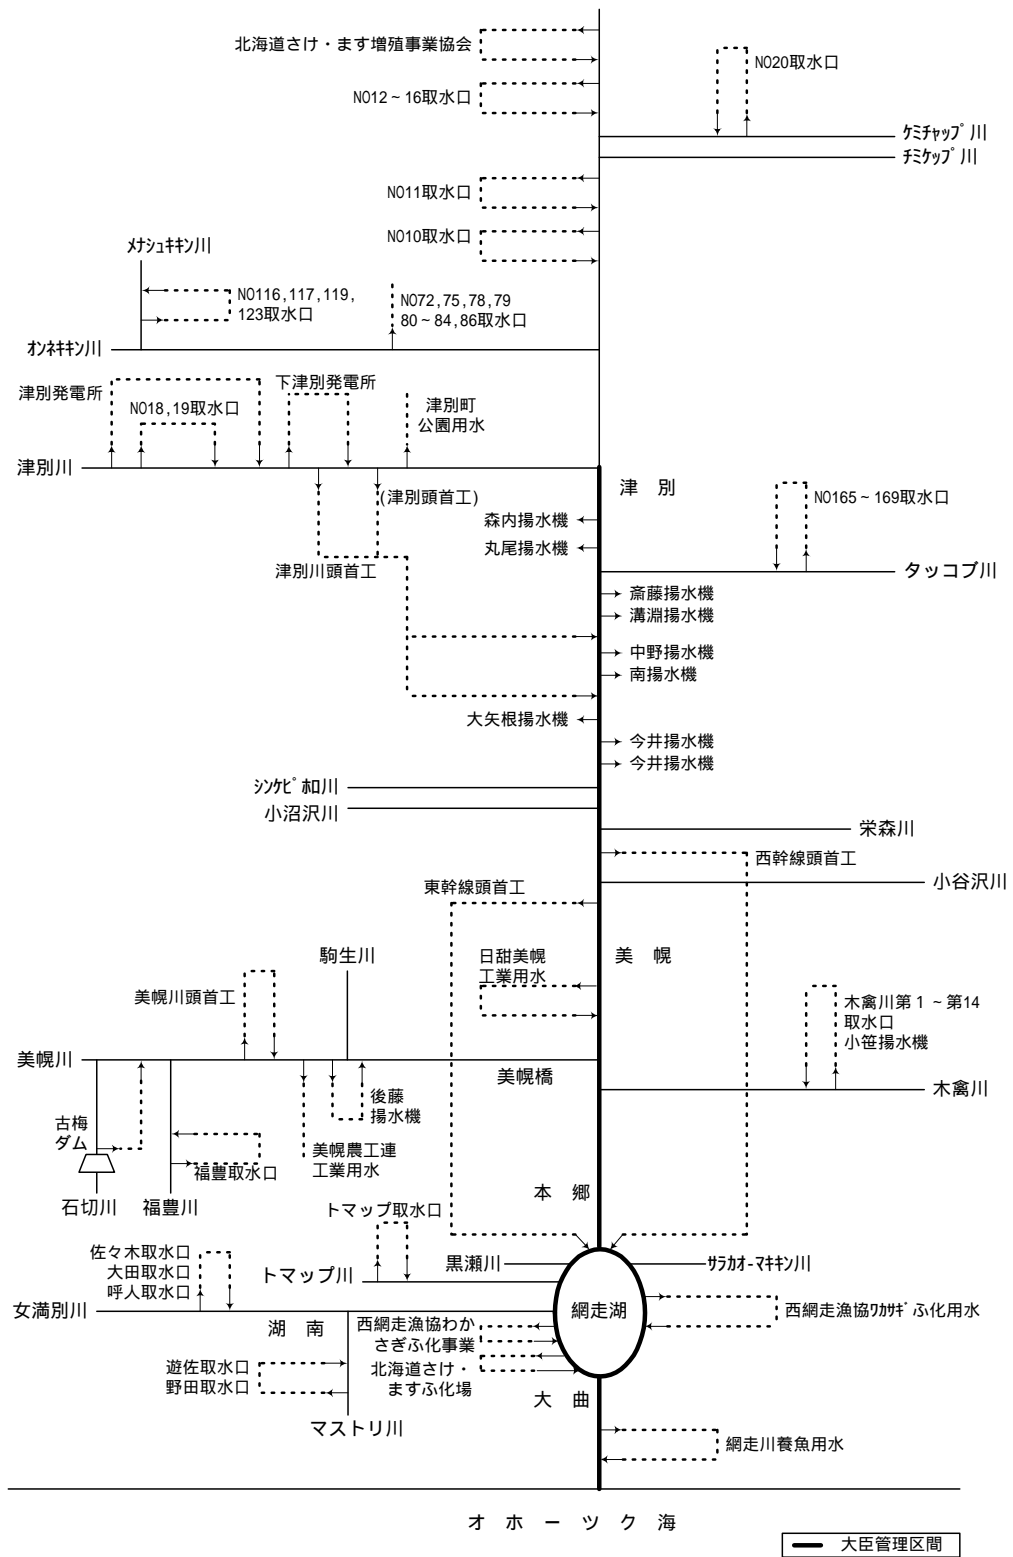 北海道さけ・ます増殖事業協会
NO20取水口
NO12~16取水口
ケミチャップ川
チミケップ川
NO11取水口
NO10取水口
メナシュキキン川
NO116,117,119,
123取水口
NO72,75,78,79
80~84,86取水口
オンネキキン川
津別発電所
NO18,19取水口
下津別発電所
津別町
公園用水
津別川
(津別頭首工)
津別川頭首工
津 別
NO165~169取水口
森内揚水機
丸尾揚水機
タッコブ川
斎藤揚水機
溝淵揚水機
中野揚水機
南揚水機
大矢根揚水機
今井揚水機
今井揚水機
シンケピホロ川
小沼沢川
栄森川
西幹線頭首工
小谷沢川
東幹線頭首工
駒生川
日甜美幌
工業用水
美 幌
美幌川頭首工
木禽川第1~第14
取水口
小笹揚水機
美幌川
美幌橋
木禽川
古梅
ダム
後藤
揚水機
福豊取水口
美幌農工連
工業用水
石切川
福豊川
本 郷
トマップ取水口
佐々木取水口
大田取水口
呼人取水口
トマップ川
黒瀬川
サラカオーマキキン川
女満別川
湖 南
網走湖
西網走漁協わか
さぎふ化事業
西網走漁協ワカサギふ化用水
北海道さけ・
ますふ化場
遊佐取水口
野田取水口
大 曲
マストリ川
網走川養魚用水
オ ホ ー ツ ク 海
大臣管理区間